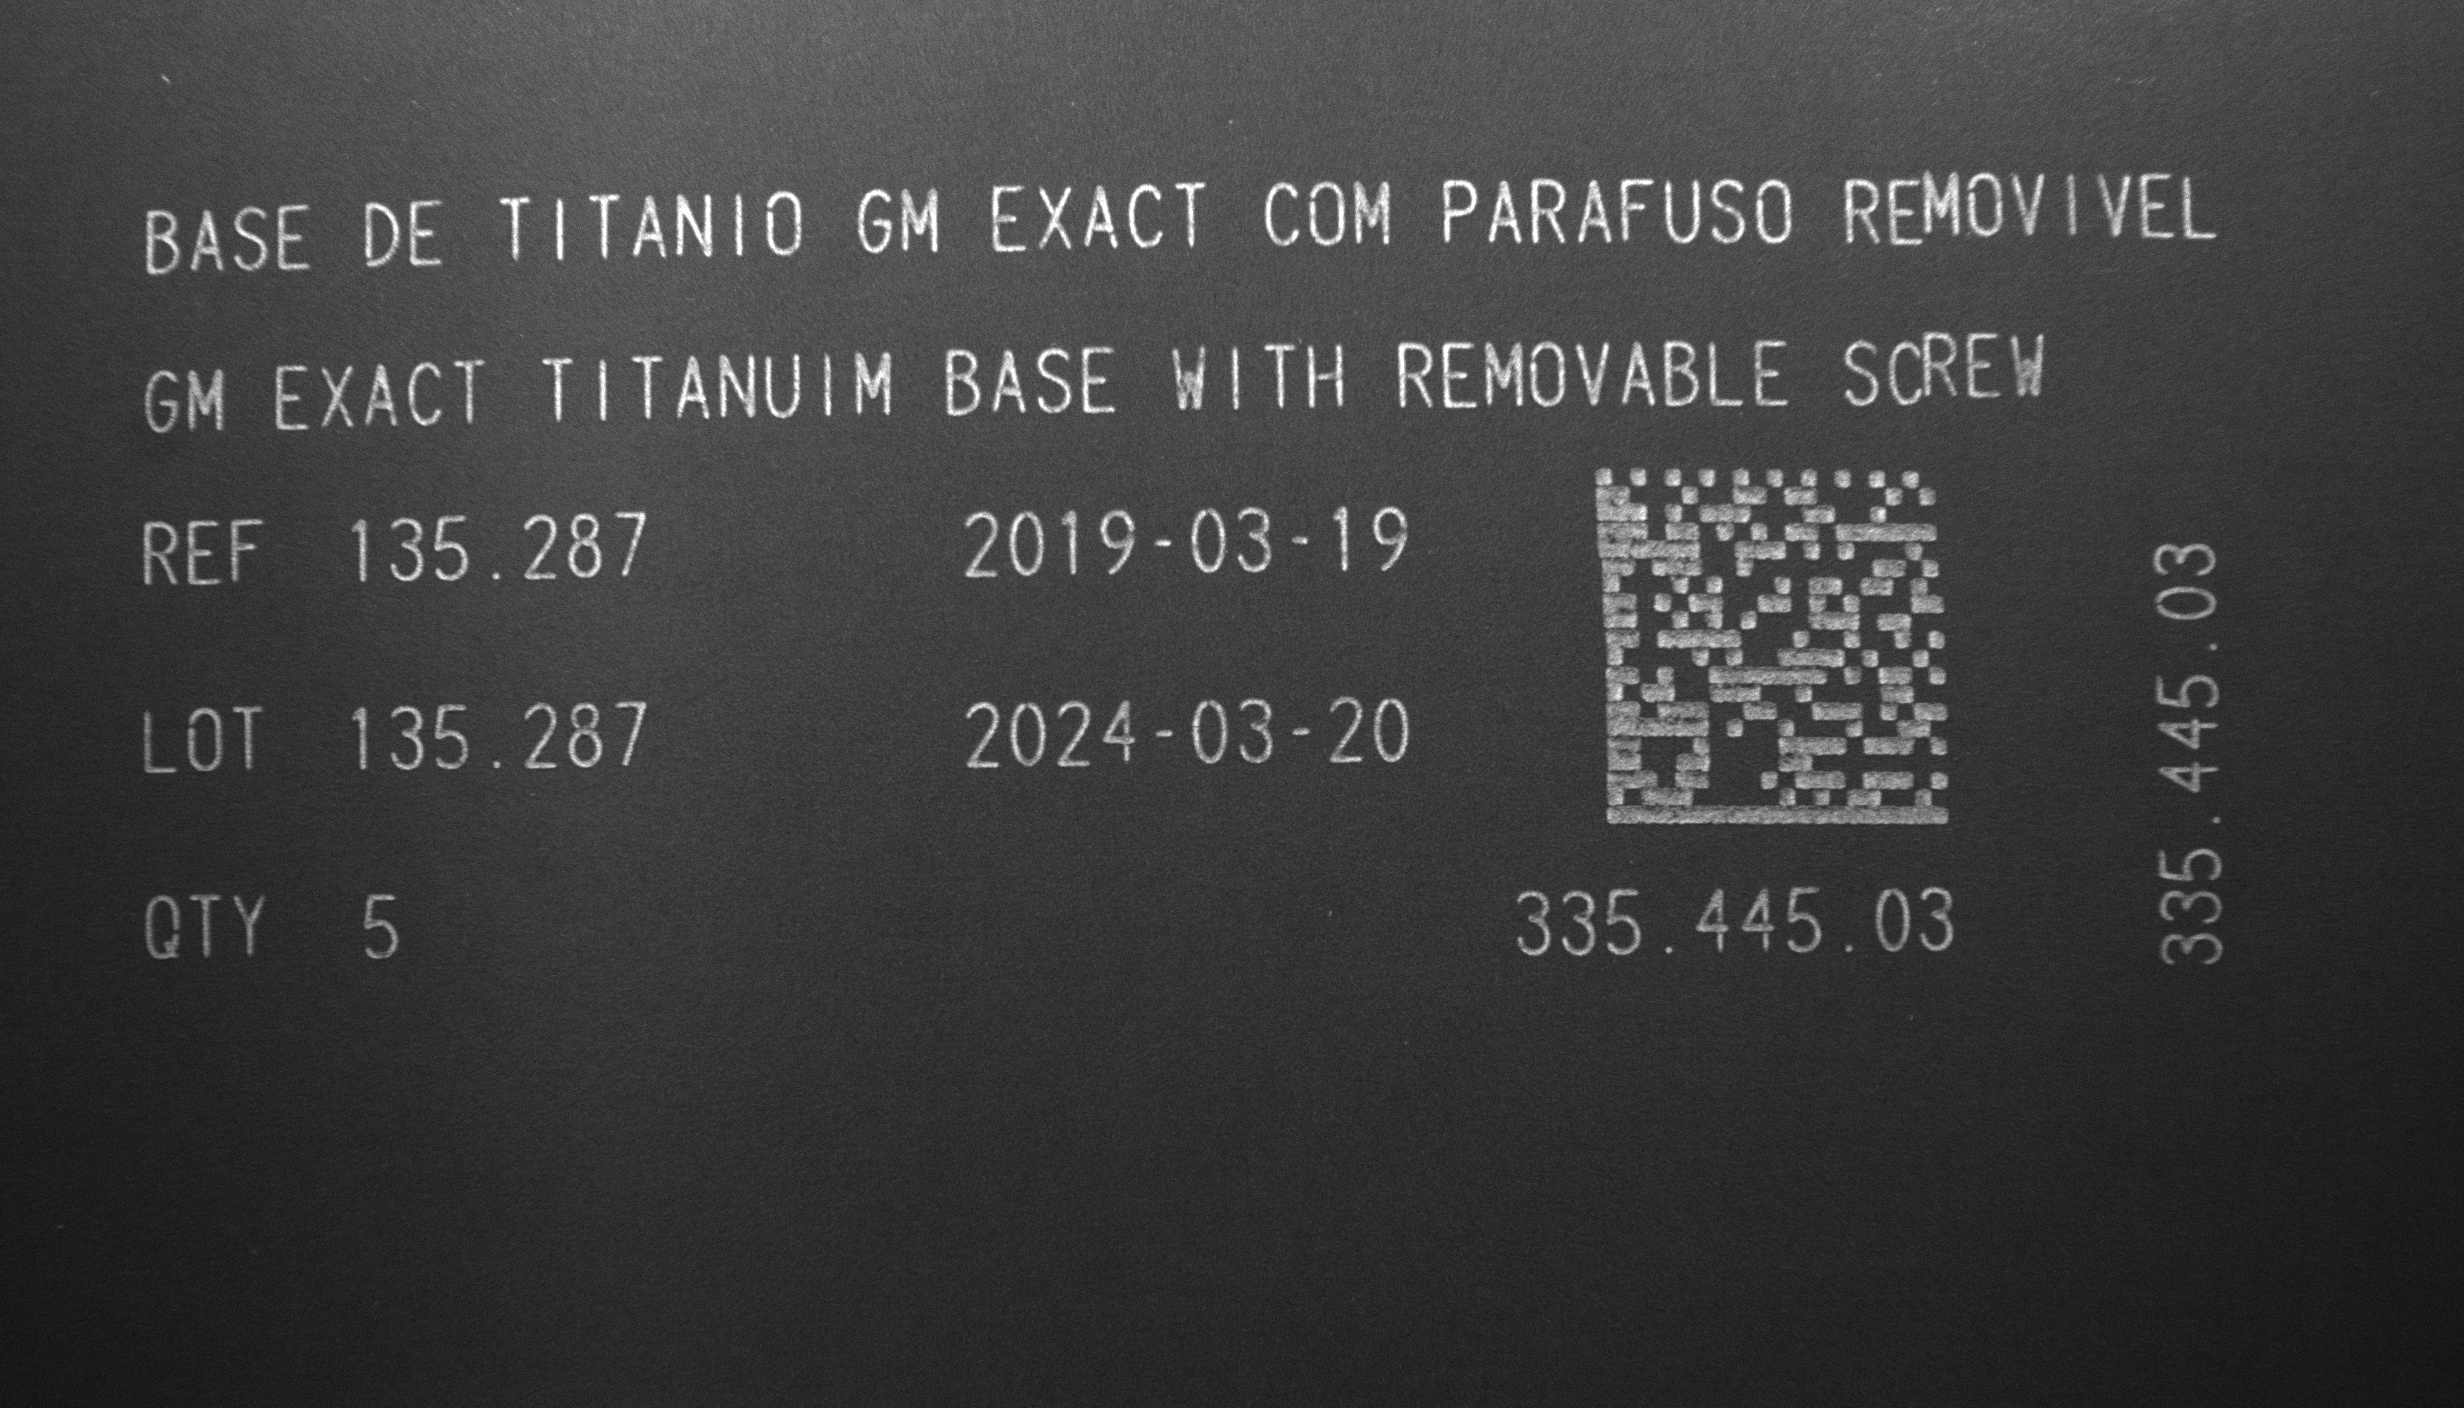 BASE DE TITANIO GM EXACT COM PARAFUSO REMOVIVEL
GM EXACT TITANUIM BASE WITH REMOVABLE SCREW
REF 135.287 2019-03-19
LOT 135.287 2024-03-20
QTY 5 335.445.03
335.445.03